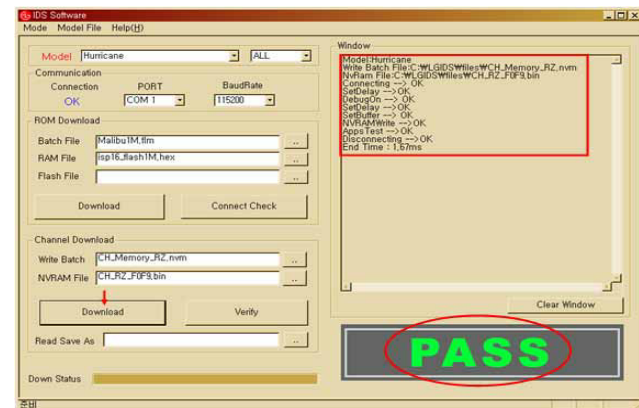 IDS Software
Mode Model File Help(H)
Model Hurricane ALL
Communication
Connection PORT BaudRate
OK COM 1 115200
ROM Download
Batch File Malibu1M,flm ..
RAM File isp16_flash1M,hex ..
Flash File ..
Download Connect Check
Channel Download
Write Batch CH_Memory_RZ,nvm ..
NVRAM File CH_RZ_F0F9,bin ..
Download Verify
Read Save As ..
Down Status
준비
Window
Model:Hurricane
Write Batch File:C:₩LGIDS₩files₩CH_Memory_RZ,nvm
NvRam File:C:₩LGIDS₩files₩CH_RZ_F0F9,bin
Connecting --> OK
SetDelay -->OK
DebugOn --> OK
SetDelay -->OK
SetBuffer --> OK
NVRAMWrite -->OK
AppsTest -->OK
Disconnecting -->OK
End Time : 1,67ms
Clear Window
PASS